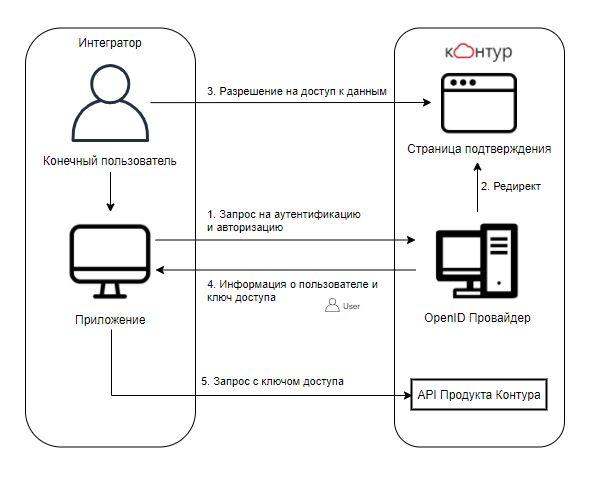 Интегратор
контур
3. Разрешение на доступ к данным
Конечный пользователь
Страница подтверждения
2. Редирект
1. Запрос на аутентификацию
и авторизацию
4. Информация о пользователе и
ключ доступа
User
Приложение
OpenID Провайдер
5. Запрос с ключом доступа
API Продукта Контура